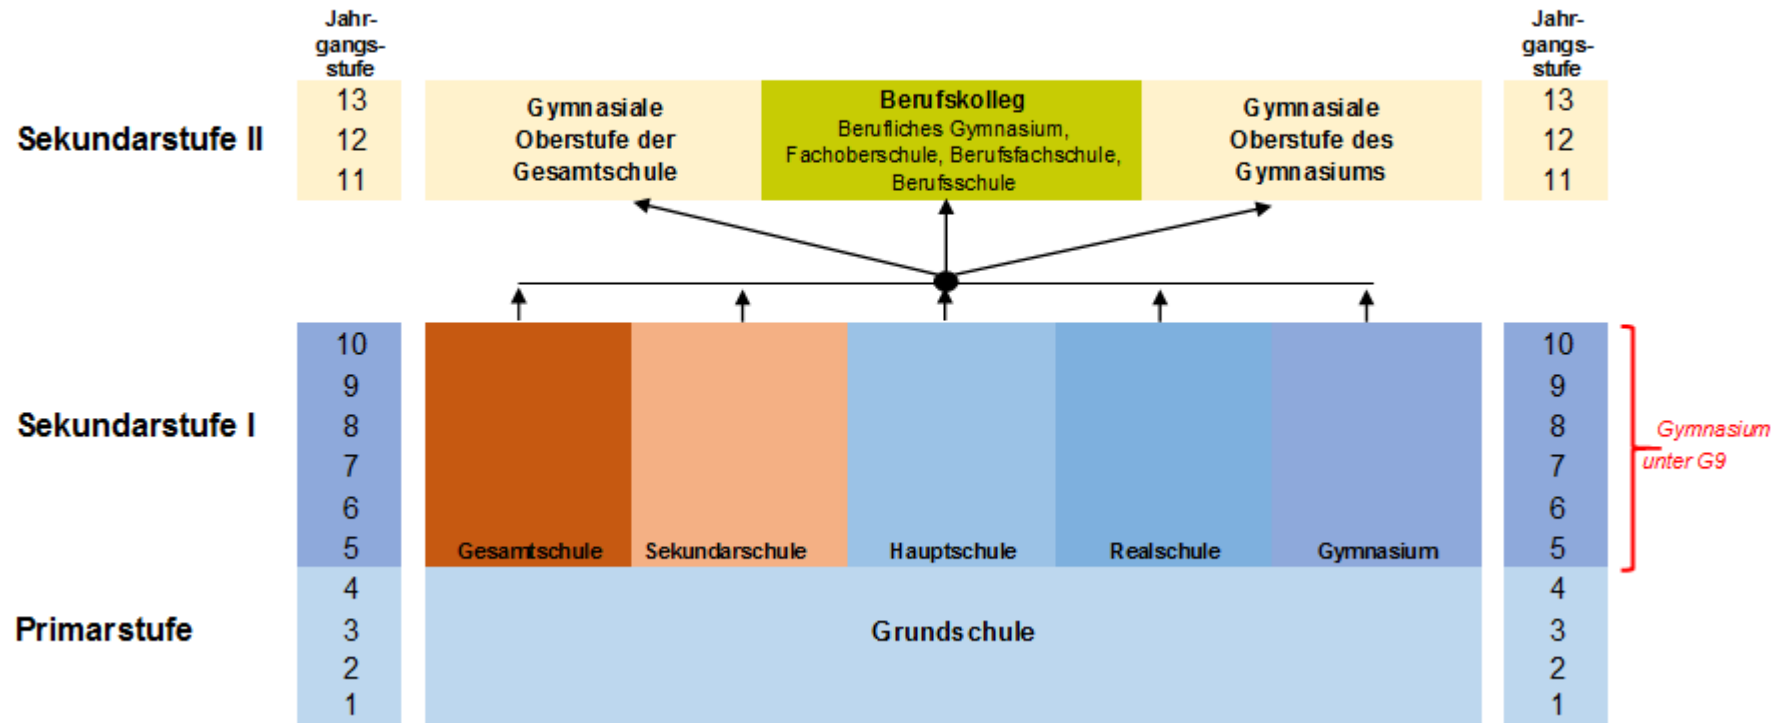 Jahr-
gangs-
stufe
Jahr-
gangs-
stufe
Sekundarstufe II
13
12
11
Gymnasiale
Oberstufe der
Gesamtschule
Berufskolleg
Berufliches Gymnasium,
Fachoberschule, Berufsfachschule,
Berufsschule
Gymnasiale
Oberstufe des
Gymnasiums
13
12
11
Sekundarstufe I
10
9
8
7
6
5
Gesamtschule
Sekundarschule
Hauptschule
Realschule
Gymnasium
10
9
8
7
6
5
Gymnasium
unter G9
Primarstufe
4
3
2
1
Grundschule
4
3
2
1